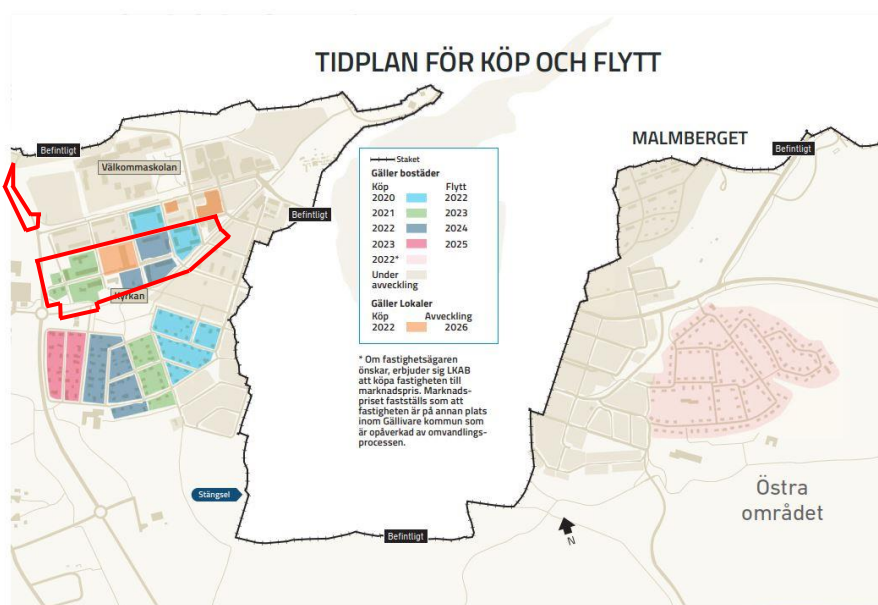 TIDPLAN FÖR KÖP OCH FLYTT
MALMBERGET
Befintligt
Befintligt
Välkommaskolan
Befintligt
Kyrkan
Staket
Gäller bostäder
Köp Flytt
2020 2022
2021 2023
2022 2024
2023 2025
2022*
Under
avveckling
Gäller Lokaler
Köp Avveckling
2022 2026
* Om fastighetsägaren
önskar, erbjuder sig LKAB
att köpa fastigheten till
marknadspris. Marknads-
priset fastställs som att
fastigheten är på annan plats
inom Gällivare kommun som
är opåverkad av omvandlings-
processen.
Stängsel
Östra
området
Befintligt
N